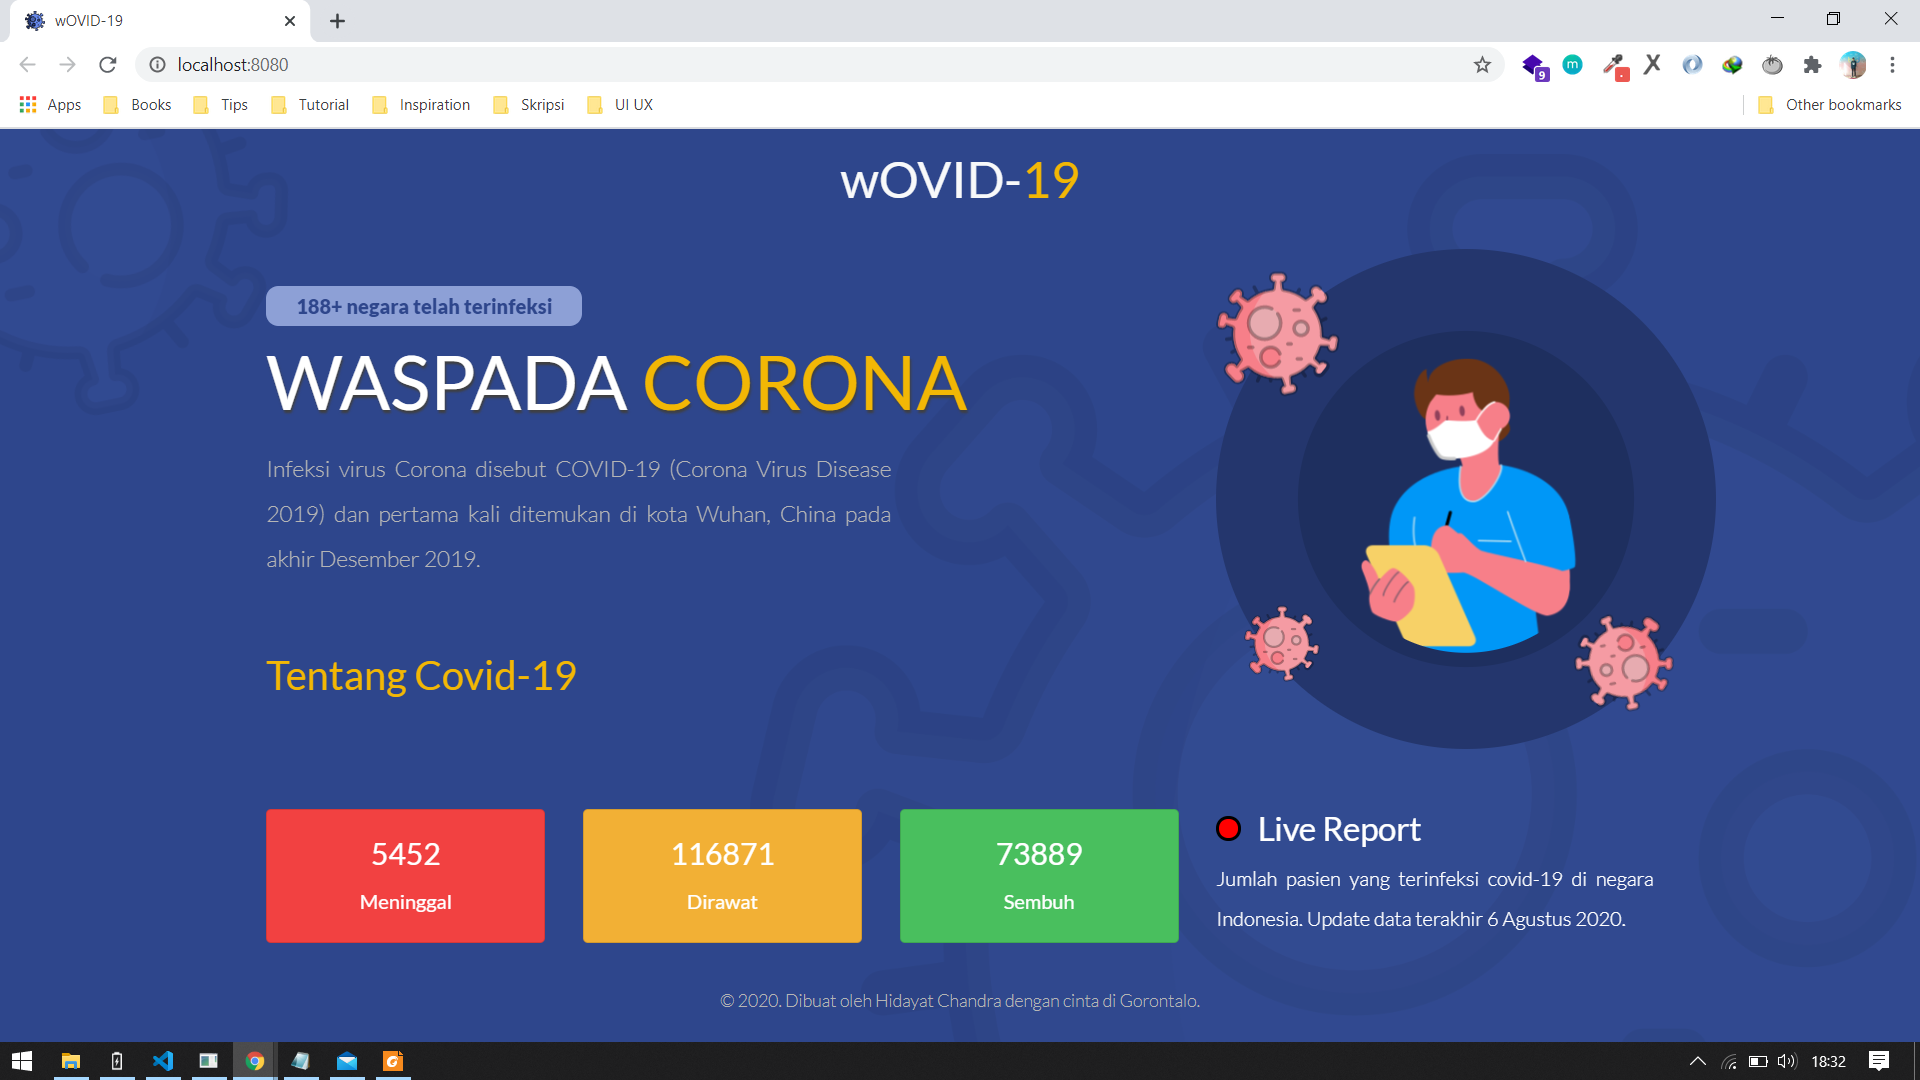 wOVID-19
localhost:8080
9
m
Apps
Books
Tips
Tutorial
Inspiration
Skripsi
UI UX
Other bookmarks
wOVID-19
188+ negara telah terinfeksi
WASPADA CORONA
Infeksi virus Corona disebut COVID-19 (Corona Virus Disease
2019) dan pertama kali ditemukan di kota Wuhan, China pada
akhir Desember 2019.
Tentang Covid-19
5452
Meninggal
116871
Dirawat
73889
Sembuh
Live Report
Jumlah pasien yang terinfeksi covid-19 di negara
Indonesia. Update data terakhir 6 Agustus 2020.
© 2020. Dibuat oleh Hidayat Chandra dengan cinta di Gorontalo.
18:32